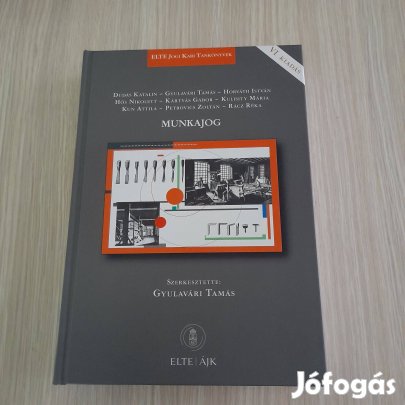 ELTE JOGI KARI TANKÖNYVEK
VI. KIADÁS
DUDÁS KATALIN – GYULAVÁRI TAMÁS – HORVÁTH ISTVÁN
HŐS NIKOLETT – KÁRTYÁS GÁBOR – KULISITY MÁRIA
KUN ATTILA – PETROVICS ZOLTÁN – RÁCZ RÉKA
MUNKAJOG
SZERKESZTETTE:
GYULAVÁRI TAMÁS
ELTE | ÁJK
Jófogás